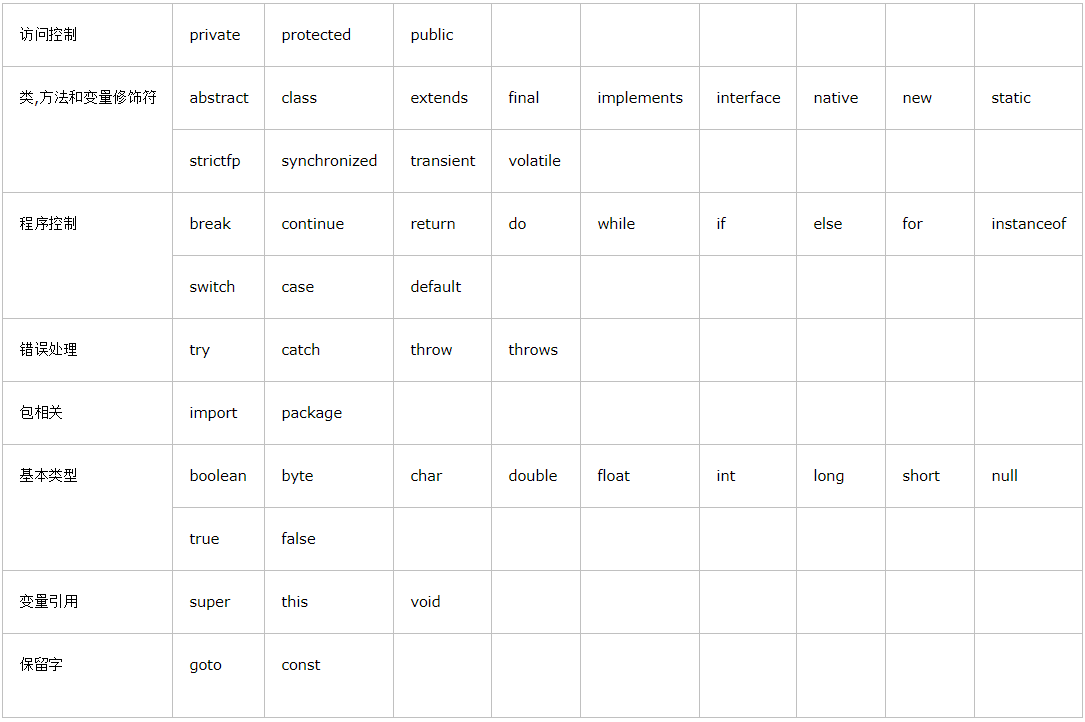 访问控制 private protected public
类,方法和变量修饰符 abstract class extends final implements interface native new static
strictfp synchronized transient volatile
程序控制 break continue return do while if else for instanceof
switch case default
错误处理 try catch throw throws
包相关 import package
基本类型 boolean byte char double float int long short null
true false
变量引用 super this void
保留字 goto const